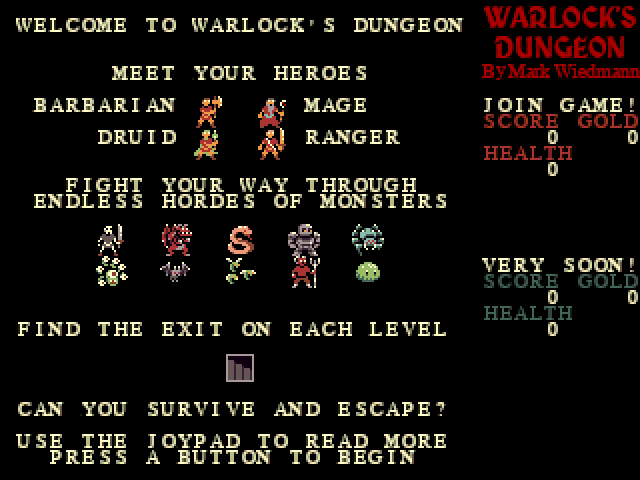 WELCOME TO WARLOCK'S DUNGEON
MEET YOUR HEROES
BARBARIAN
MAGE
DRUID
RANGER
FIGHT YOUR WAY THROUGH
ENDLESS HORDES OF MONSTERS
FIND THE EXIT ON EACH LEVEL
CAN YOU SURVIVE AND ESCAPE?
USE THE JOYPAD TO READ MORE
PRESS A BUTTON TO BEGIN
WARLOCK'S
DUNGEON
By Mark Wiedmann
JOIN GAME!
SCORE GOLD
0 0
HEALTH
0
VERY SOON!
SCORE GOLD
0 0
HEALTH
0